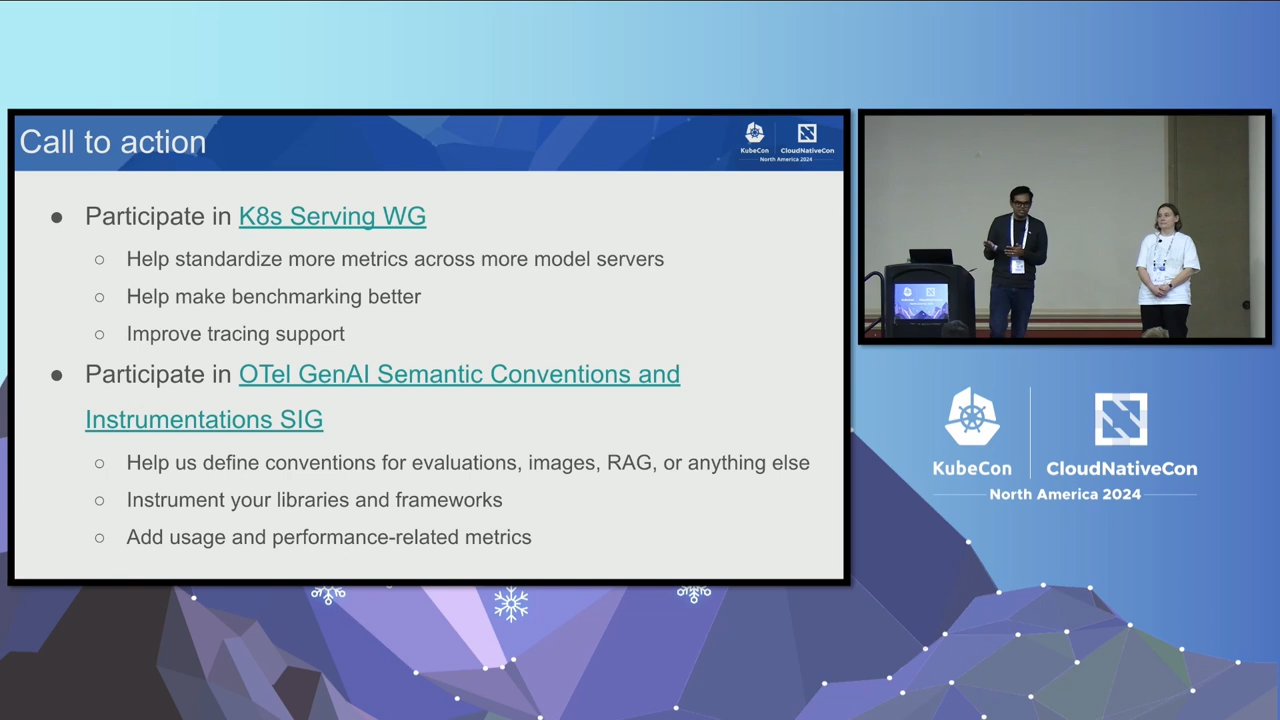 Call to action
KubeCon
CloudNativeCon
North America 2024
● Participate in K8s Serving WG
○ Help standardize more metrics across more model servers
○ Help make benchmarking better
○ Improve tracing support
● Participate in OTel GenAI Semantic Conventions and
Instrumentations SIG
○ Help us define conventions for evaluations, images, RAG, or anything else
○ Instrument your libraries and frameworks
○ Add usage and performance-related metrics
KubeCon
CloudNativeCon
North America 2024